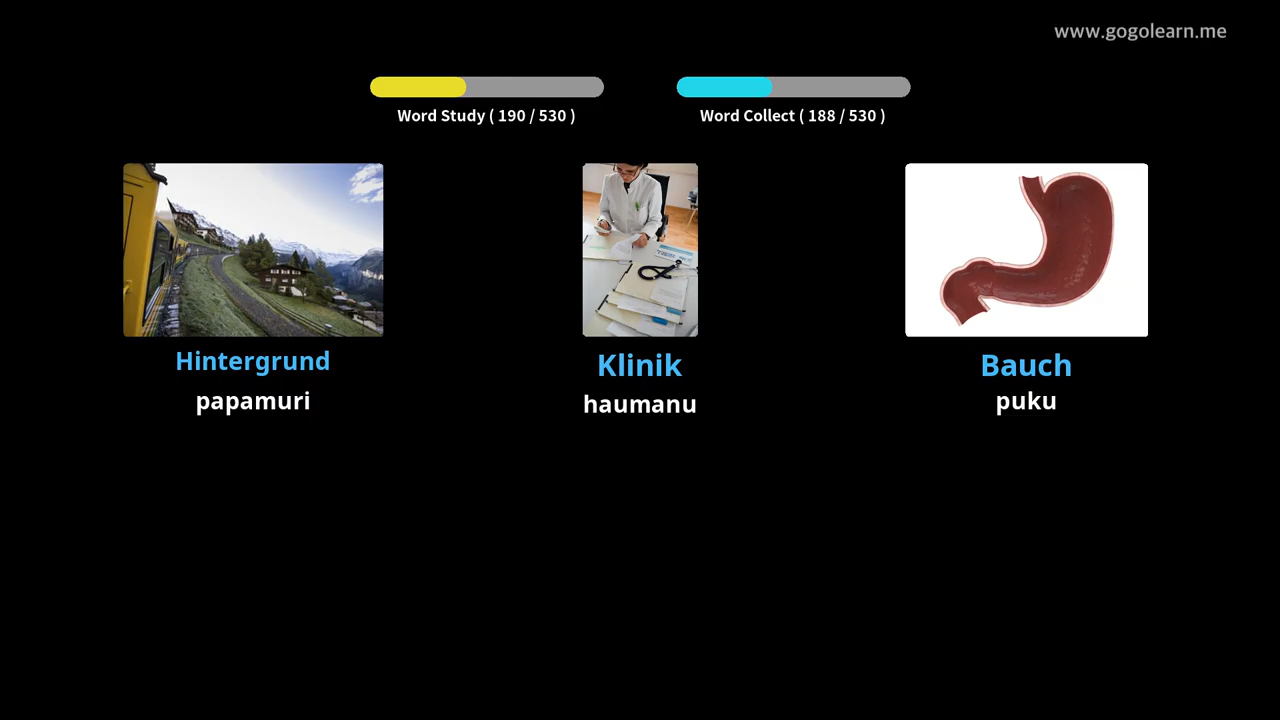 www.gogolearn.me
Word Study ( 190 / 530 )
Word Collect ( 188 / 530 )
Hintergrund
papamuri
Klinik
haumanu
Bauch
puku